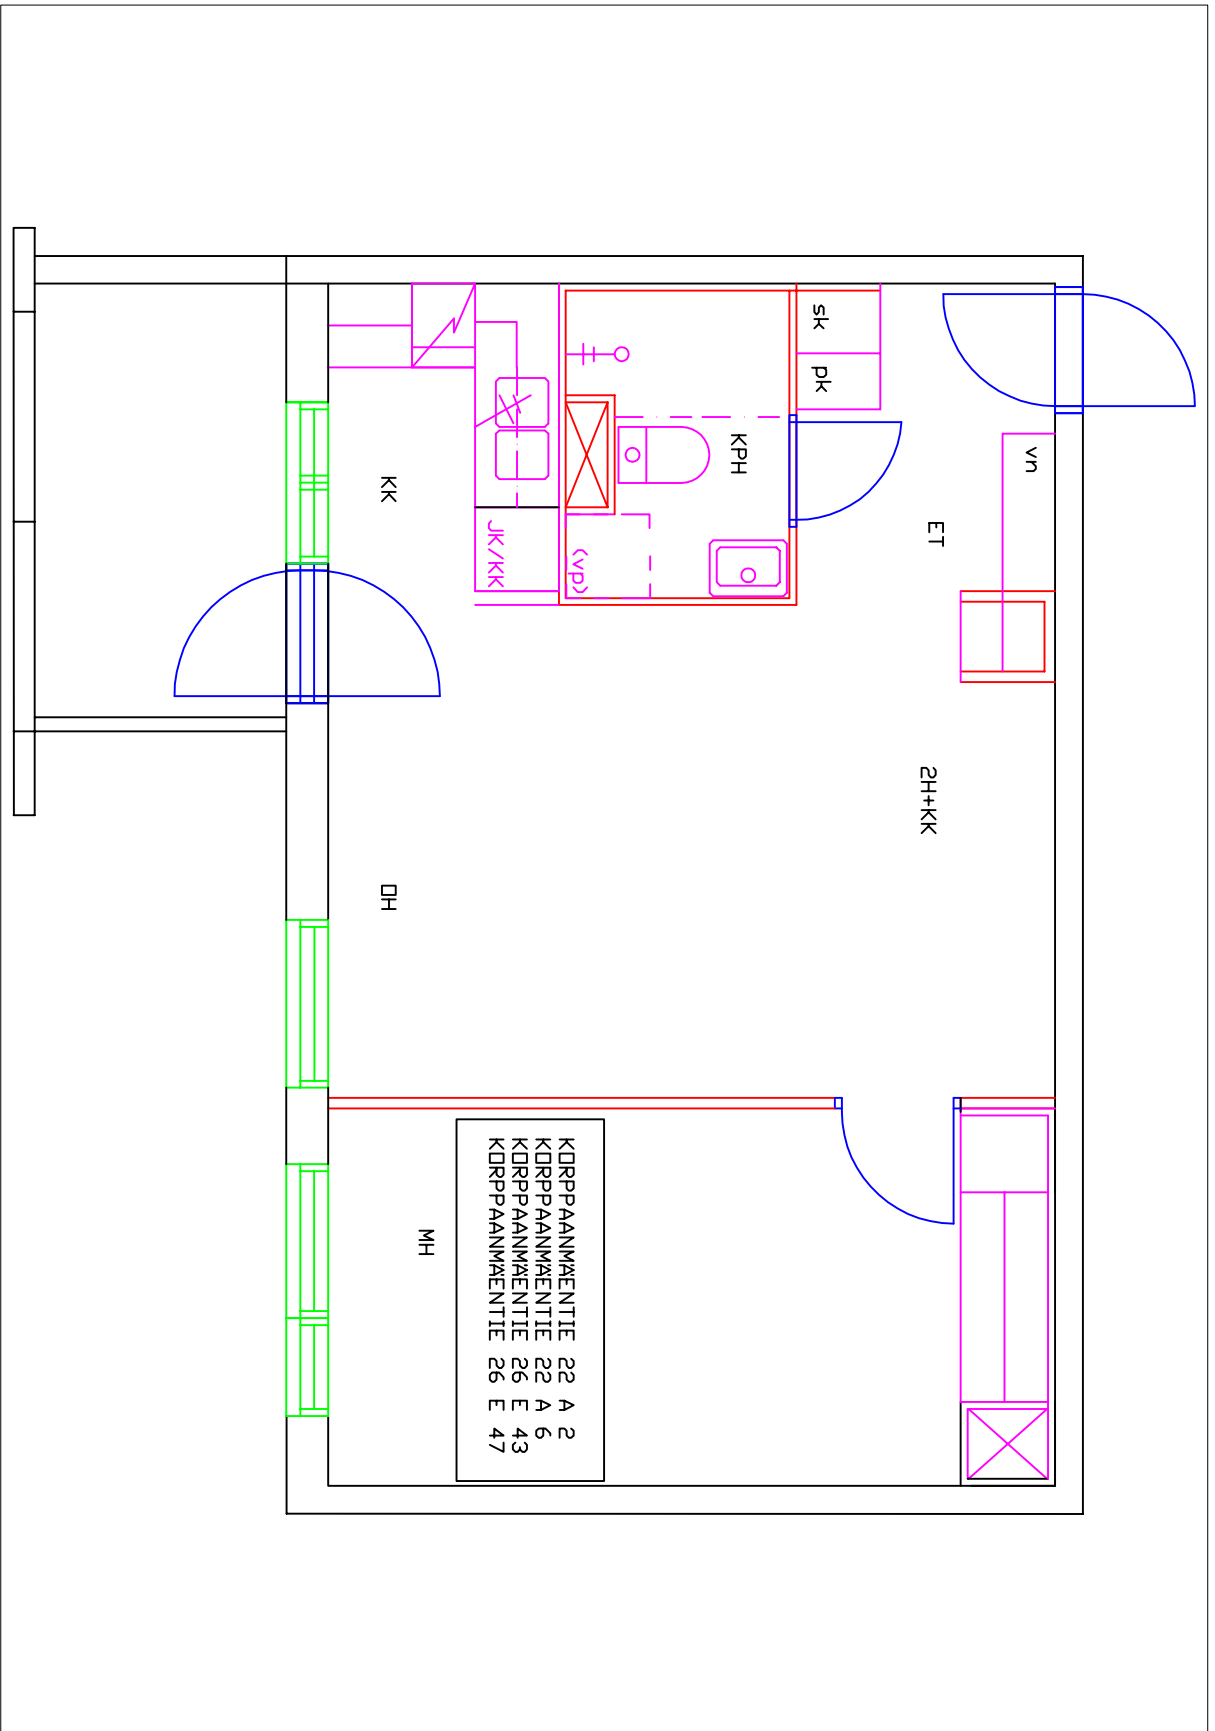 vn
sk
pk
ET
2H+KK
KPH
(vp)
JK/KK
KK
OH
MH
KORPPAANMÄENTIE 22 A 2
KORPPAANMÄENTIE 22 A 6
KORPPAANMÄENTIE 26 E 43
KORPPAANMÄENTIE 26 E 47